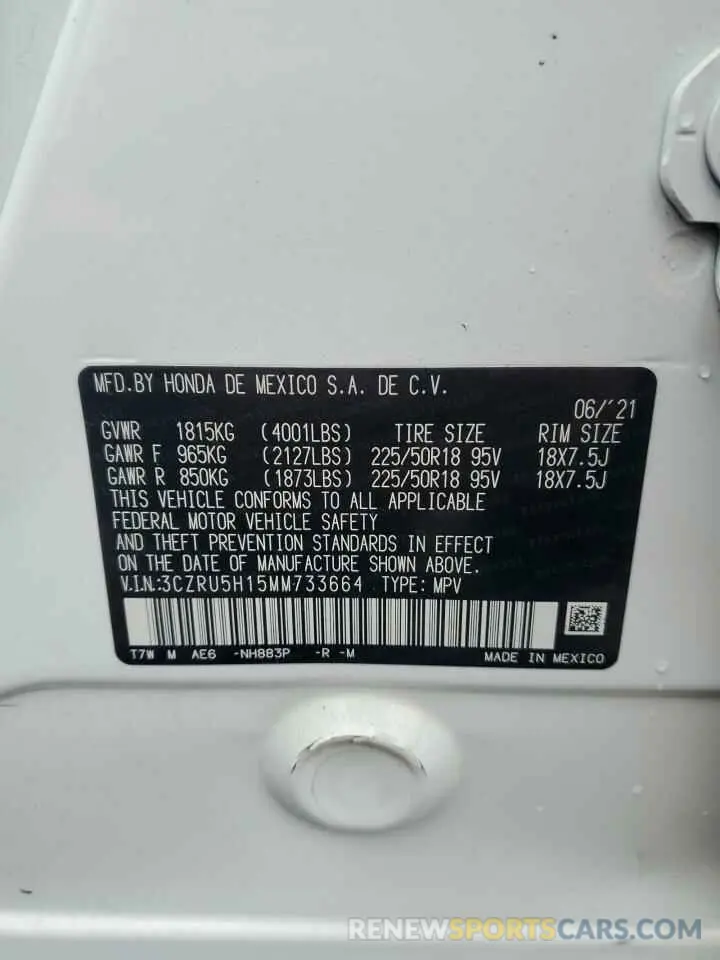 MFD.BY HONDA DE MEXICO S.A. DE C.V.
06/'21
GVWR 1815KG (4001LBS) TIRE SIZE RIM SIZE
GAWR F 965KG (2127LBS) 225/50R18 95V 18X7.5J
GAWR R 850KG (1873LBS) 225/50R18 95V 18X7.5J
THIS VEHICLE CONFORMS TO ALL APPLICABLE
FEDERAL MOTOR VEHICLE SAFETY
AND THEFT PREVENTION STANDARDS IN EFFECT
ON THE DATE OF MANUFACTURE SHOWN ABOVE.
V.I.N.:3CZRU5H15MM733664 TYPE: MPV
T7W M AE6 -NH883P -R -M MADE IN MEXICO
RENEWSPORTSCARS.COM